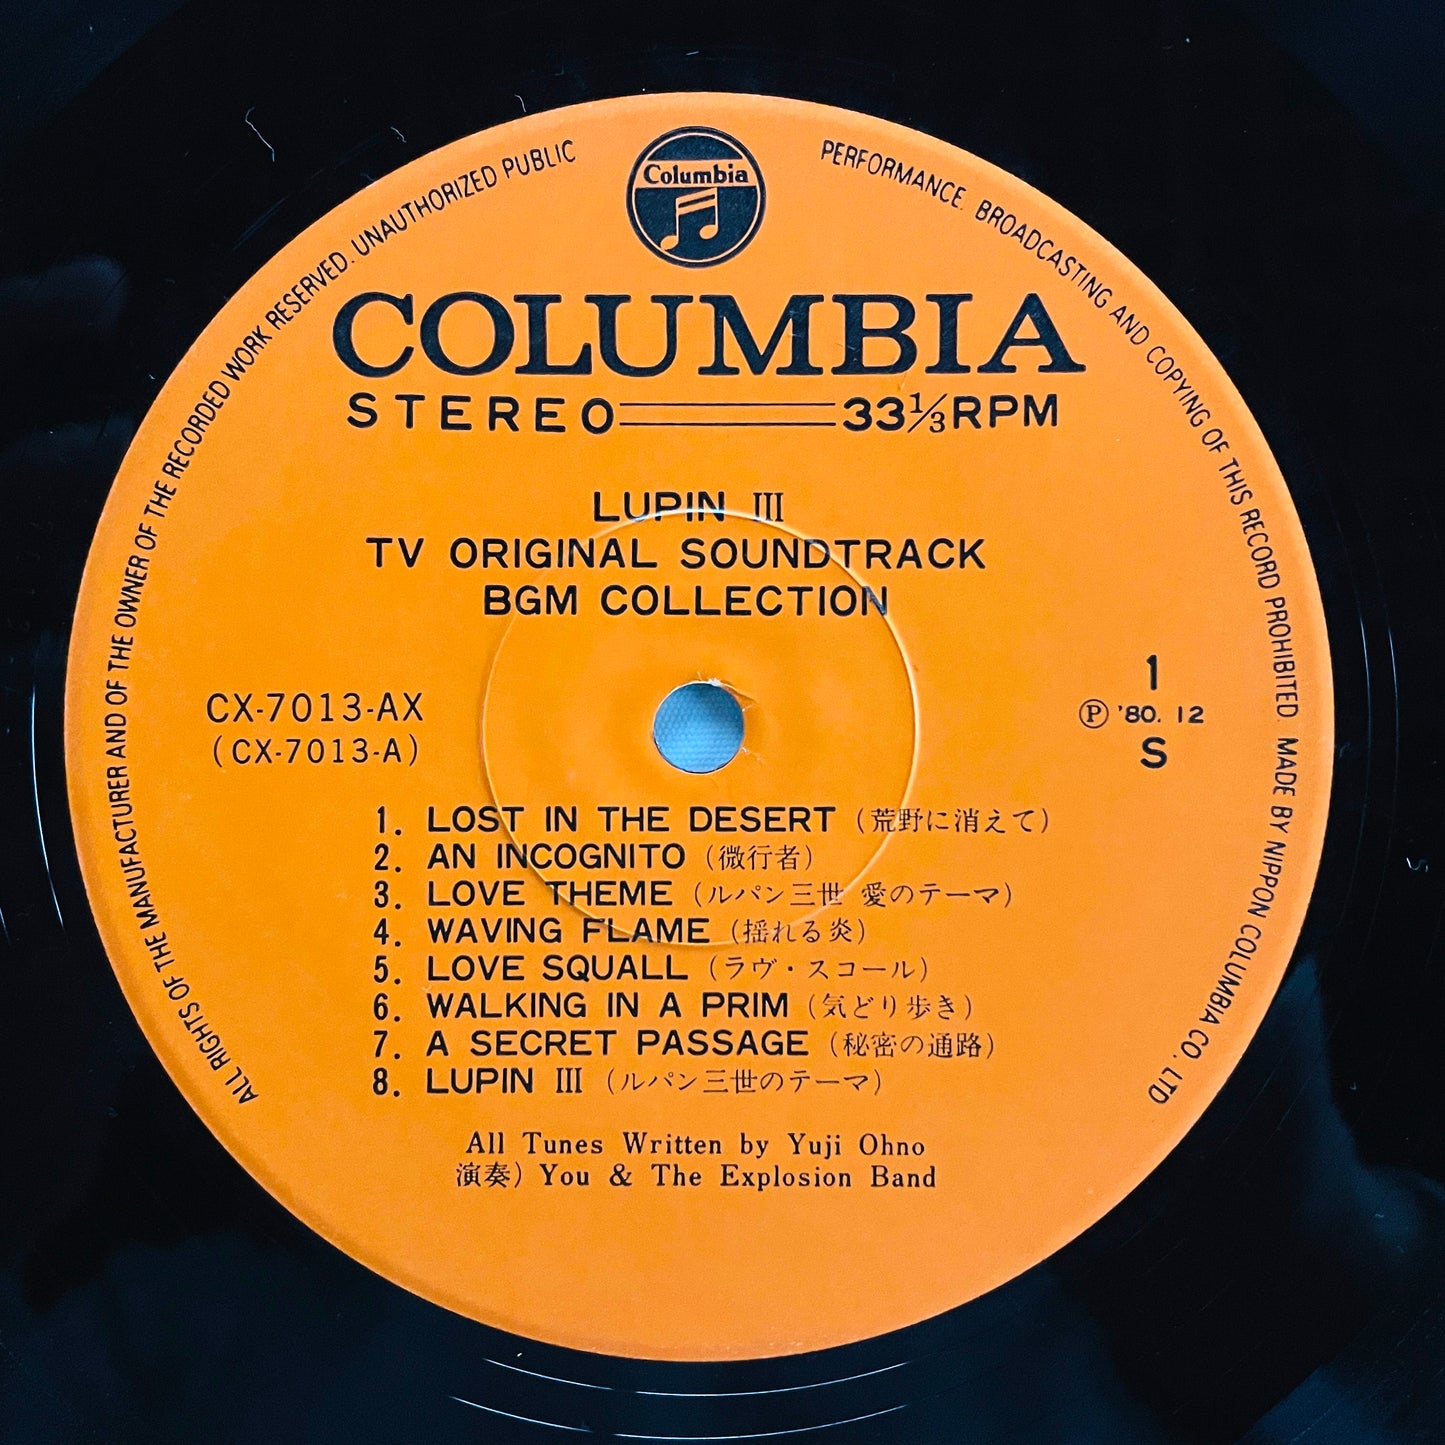 Columbia
COLUMBIA
STEREO 33 1/3 RPM
LUPIN III
TV ORIGINAL SOUNDTRACK
BGM COLLECTION
CX-7013-AX
(CX-7013-A)
1
Ⓟ '80. 12
S
1. LOST IN THE DESERT (荒野に消えて)
2. AN INCOGNITO (微行者)
3. LOVE THEME (ルパン三世 愛のテーマ)
4. WAVING FLAME (揺れる炎)
5. LOVE SQUALL (ラヴ・スコール)
6. WALKING IN A PRIM (気どり歩き)
7. A SECRET PASSAGE (秘密の通路)
8. LUPIN III (ルパン三世のテーマ)
All Tunes Written by Yuji Ohno
演奏) You & The Explosion Band
ALL RIGHTS OF THE MANUFACTURER AND OF THE OWNER OF THE RECORDED WORK RESERVED. UNAUTHORIZED PUBLIC PERFORMANCE. BROADCASTING AND COPYING OF THIS RECORD PROHIBITED. MADE BY NIPPON COLUMBIA CO., LTD